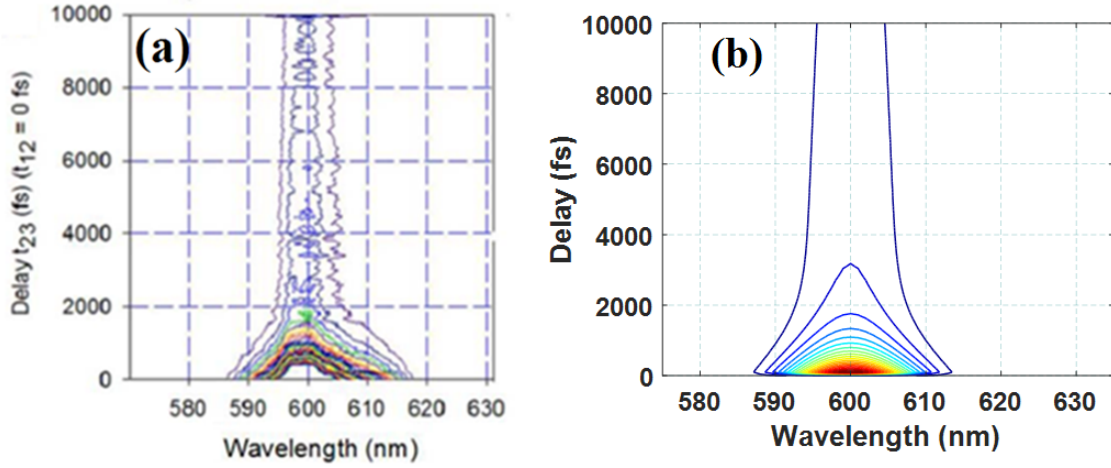 (a)
10000
8000
6000
4000
2000
0
580 590 600 610 620 630
Wavelength (nm)
Delay t23 (fs) (t12 = 0 fs)
(b)
10000
8000
6000
4000
2000
0
580 590 600 610 620 630
Wavelength (nm)
Delay (fs)